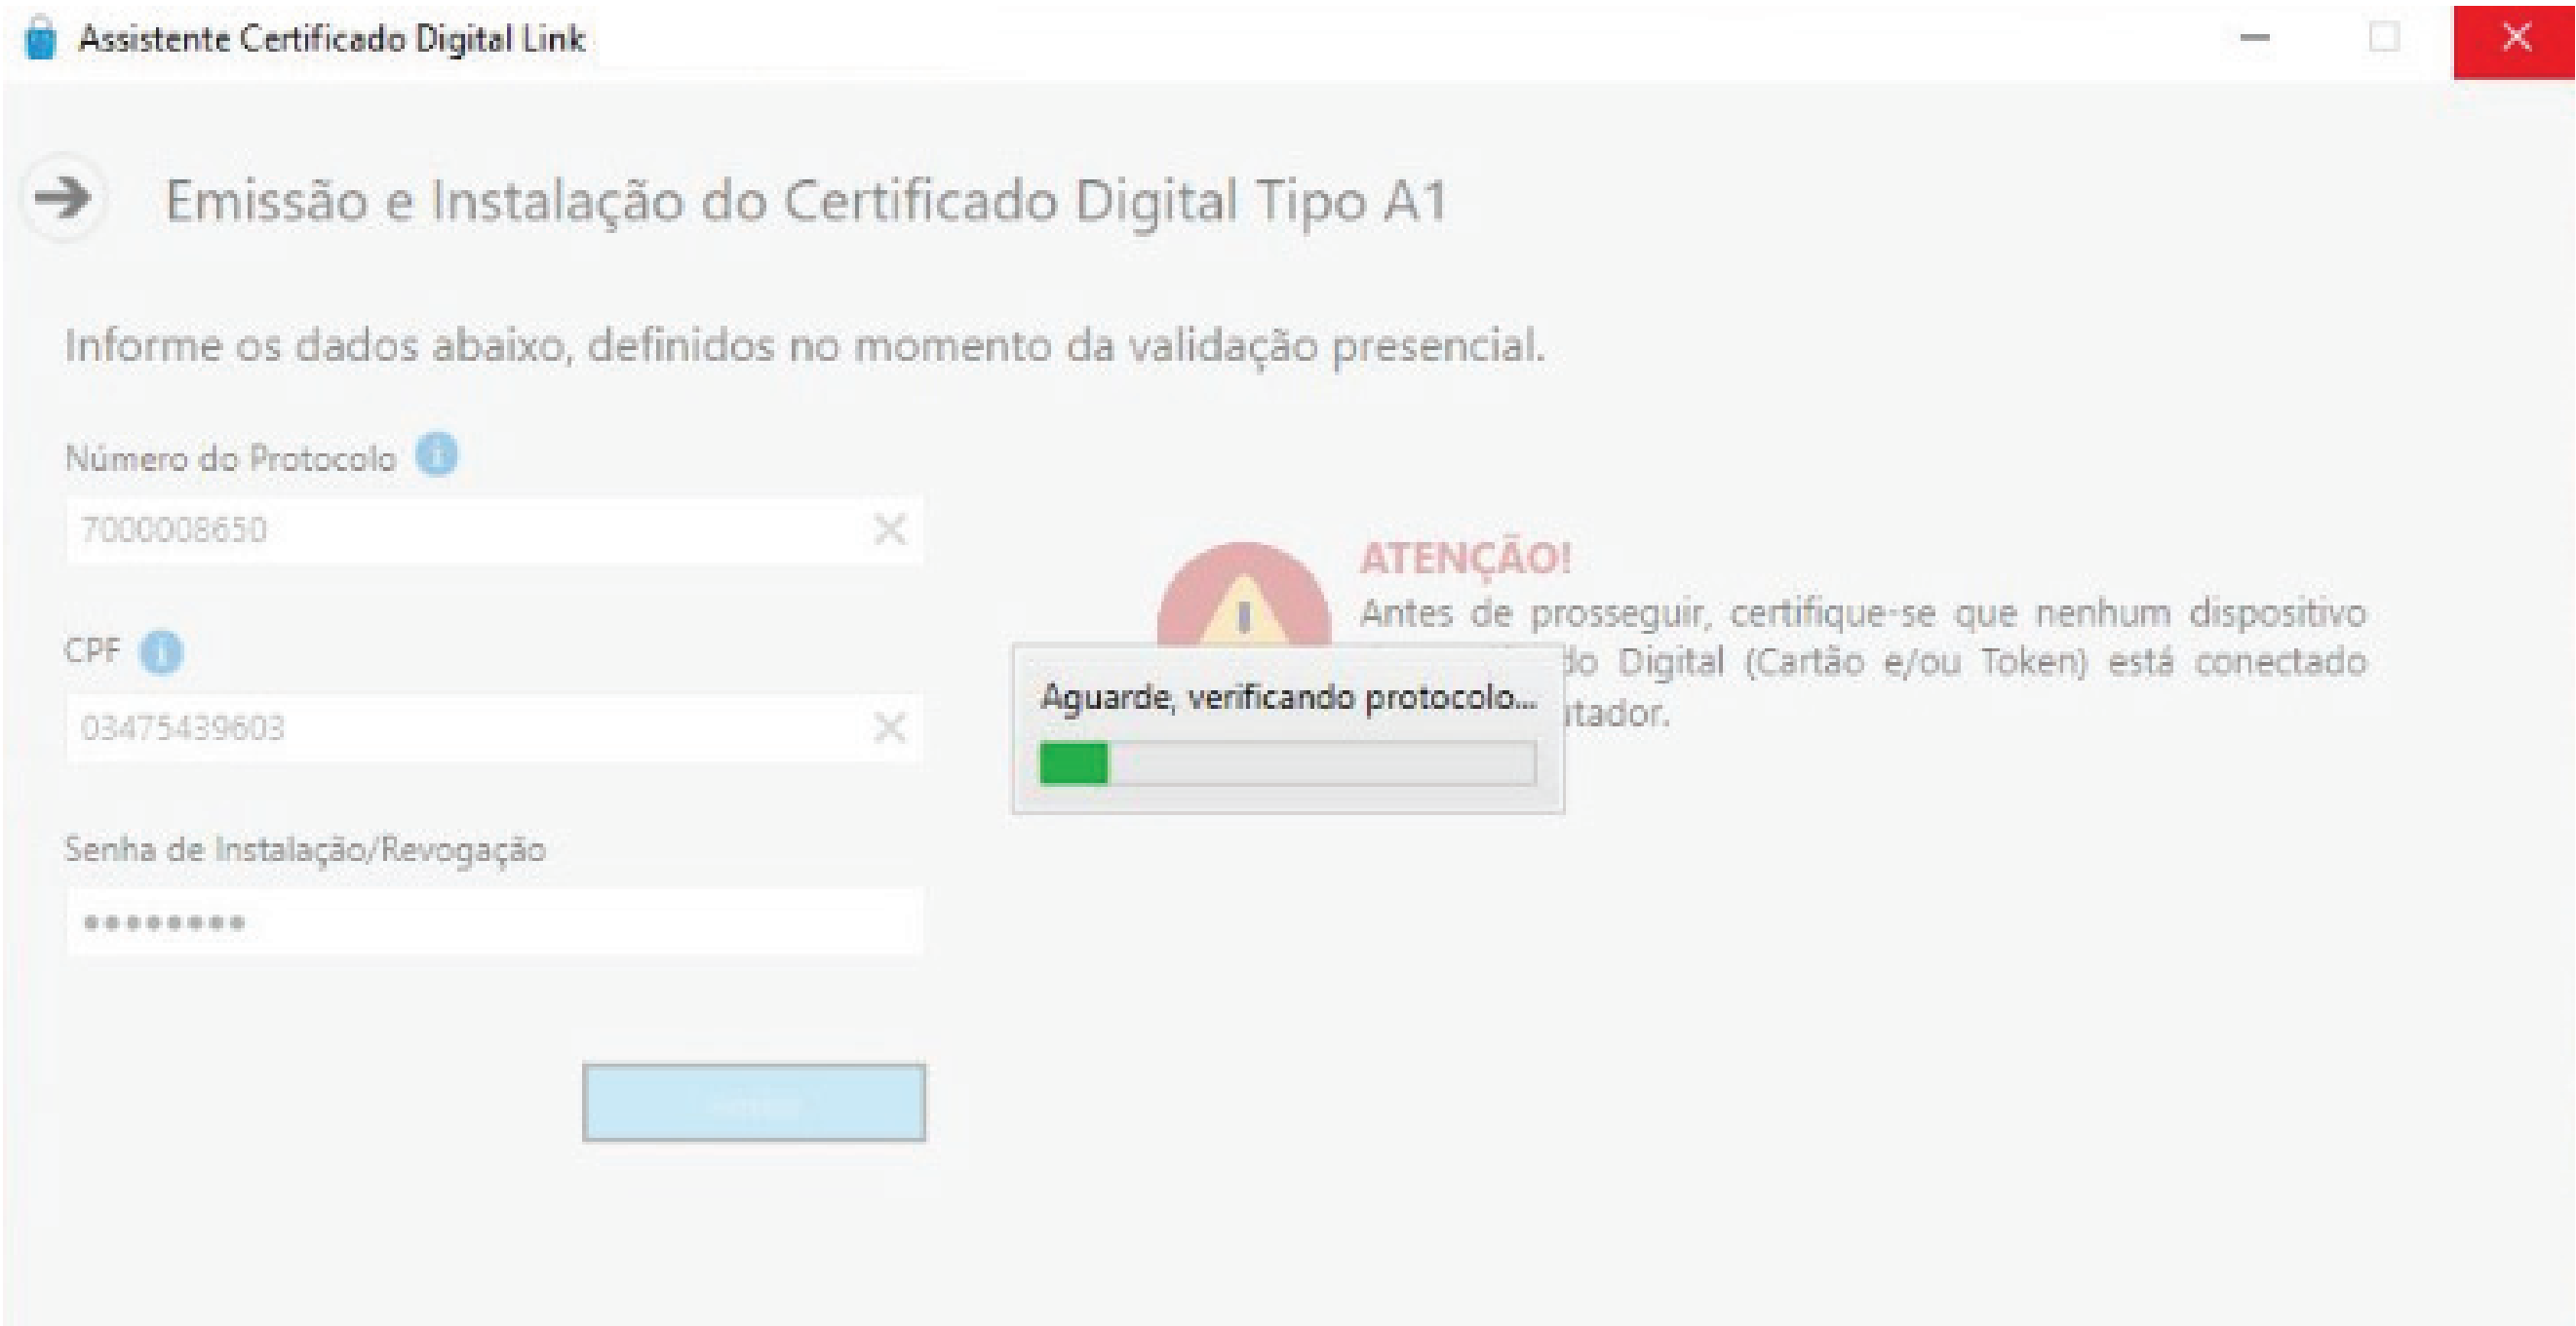 Assistente Certificado Digital Link
Emissão e Instalação do Certificado Digital Tipo A1
Informe os dados abaixo, definidos no momento da validação presencial.
Número do Protocolo
7000008650
CPF
03475439603
Senha de Instalação/Revogação
ATENÇÃO!
Antes de prosseguir, certifique-se que nenhum dispositivo
do Digital (Cartão e/ou Token) está conectado
Aguarde, verificando protocolo...